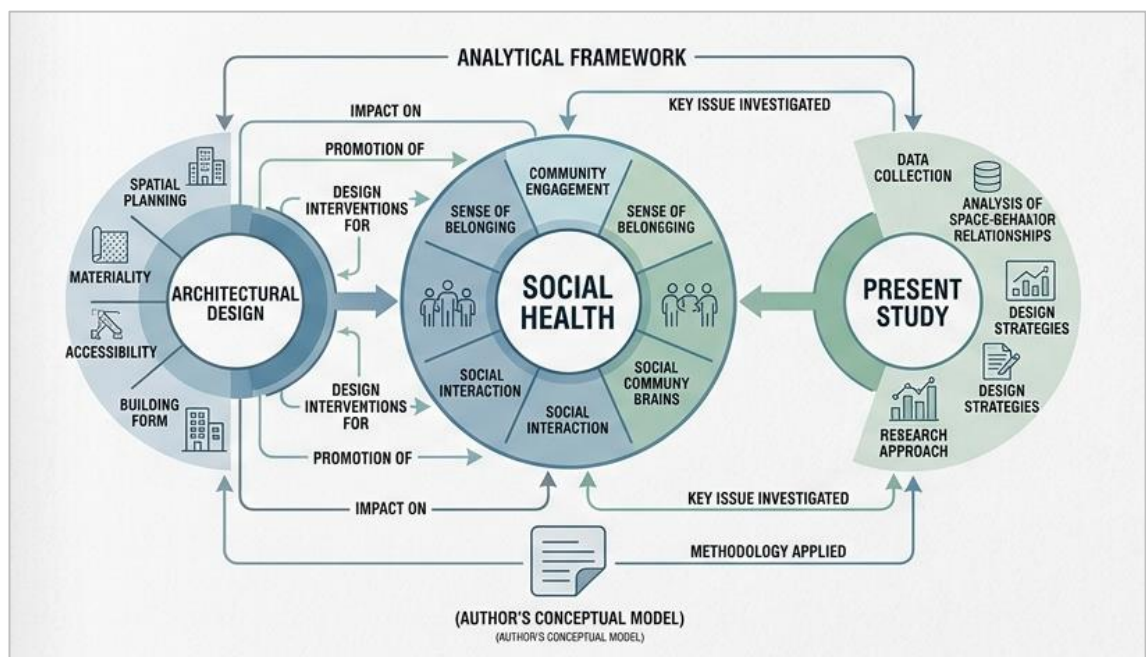 ANALYTICAL FRAMEWORK
KEY ISSUE INVESTIGATED
IMPACT ON
PROMOTION OF
DESIGN
INTERVENTIONS
FOR
DESIGN
INTERVENTIONS
FOR
PROMOTION OF
IMPACT ON
SPATIAL
PLANNING
MATERIALITY
ACCESSIBILITY
BUILDING
FORM
ARCHITECTURAL
DESIGN
COMMUNITY
ENGAGEMENT
SENSE OF
BELONGING
SENSE OF
BELONGGING
SOCIAL
HEALTH
SOCIAL
INTERACTION
SOCIAL
INTERACTION
SOCIAL
COMMUNY
BRAINS
DATA
COLLECTION
ANALYSIS OF
SPACE-BEHAVIOR
RELATIONSHIPS
PRESENT
STUDY
DESIGN
STRATEGIES
DESIGN
STRATEGIES
RESEARCH
APPROACH
KEY ISSUE INVESTIGATED
METHODOLOGY APPLIED
(AUTHOR'S CONCEPTUAL MODEL)
(AUTHOR'S CONCEPTUAL MODEL)